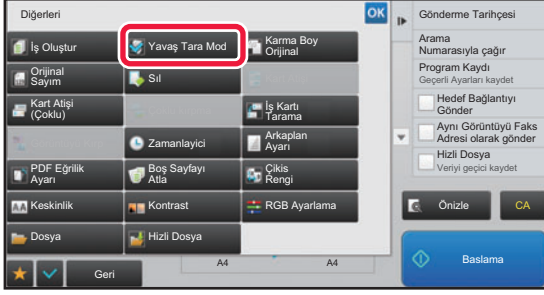 Diğerleri
OK
İş Oluştur
Yavaş Tara Mod
Karma Boy
Orijinal
Orijinal
Sayım
Sil
Kart Atişi
(Çoklu)
İş Kartı
Tarama
Zamanlayici
Arkaplan
Ayarı
PDF Eğrilik
Ayarı
Boş Sayfayı
Atla
Çikis
Rengi
Keskinlik
Kontrast
RGB Ayarlama
Dosya
Hizli Dosya
Geri
A4
A4
Gönderme Tarihçesi
Arama
Numarasıyla çağır
Program Kaydı
Geçerli Ayarları kaydet
Hedef Bağlantıyı
Gönder
Aynı Görüntüyü Faks
Adresi olarak gönder
Hizli Dosya
Veriyi geçici kaydet
Önizle
CA
Baslama